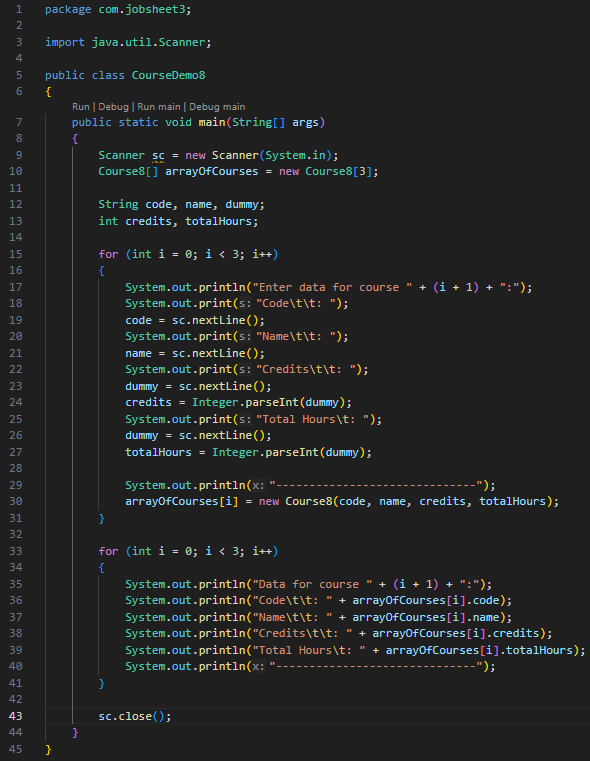 1 package com.jobsheet3;
2
3 import java.util.Scanner;
4
5 public class CourseDemo8
6 {
Run | Debug | Run main | Debug main
7 public static void main(String[] args)
8 {
9 Scanner sc = new Scanner(System.in);
10 Course8[] arrayOfCourses = new Course8[3];
11
12 String code, name, dummy;
13 int credits, totalHours;
14
15 for (int i = 0; i < 3; i++)
16 {
17 System.out.println("Enter data for course " + (i + 1) + ":");
18 System.out.print(s: "Code\t\t: ");
19 code = sc.nextLine();
20 System.out.print(s: "Name\t\t: ");
21 name = sc.nextLine();
22 System.out.print(s: "Credits\t\t: ");
23 dummy = sc.nextLine();
24 credits = Integer.parseInt(dummy);
25 System.out.print(s: "Total Hours\t: ");
26 dummy = sc.nextLine();
27 totalHours = Integer.parseInt(dummy);
28
29 System.out.println(x: "------------------------------");
30 arrayOfCourses[i] = new Course8(code, name, credits, totalHours);
31 }
32
33 for (int i = 0; i < 3; i++)
34 {
35 System.out.println("Data for course " + (i + 1) + ":");
36 System.out.println("Code\t\t: " + arrayOfCourses[i].code);
37 System.out.println("Name\t\t: " + arrayOfCourses[i].name);
38 System.out.println("Credits\t\t: " + arrayOfCourses[i].credits);
39 System.out.println("Total Hours\t: " + arrayOfCourses[i].totalHours);
40 System.out.println(x: "------------------------------");
41 }
42
43 sc.close();
44 }
45 }